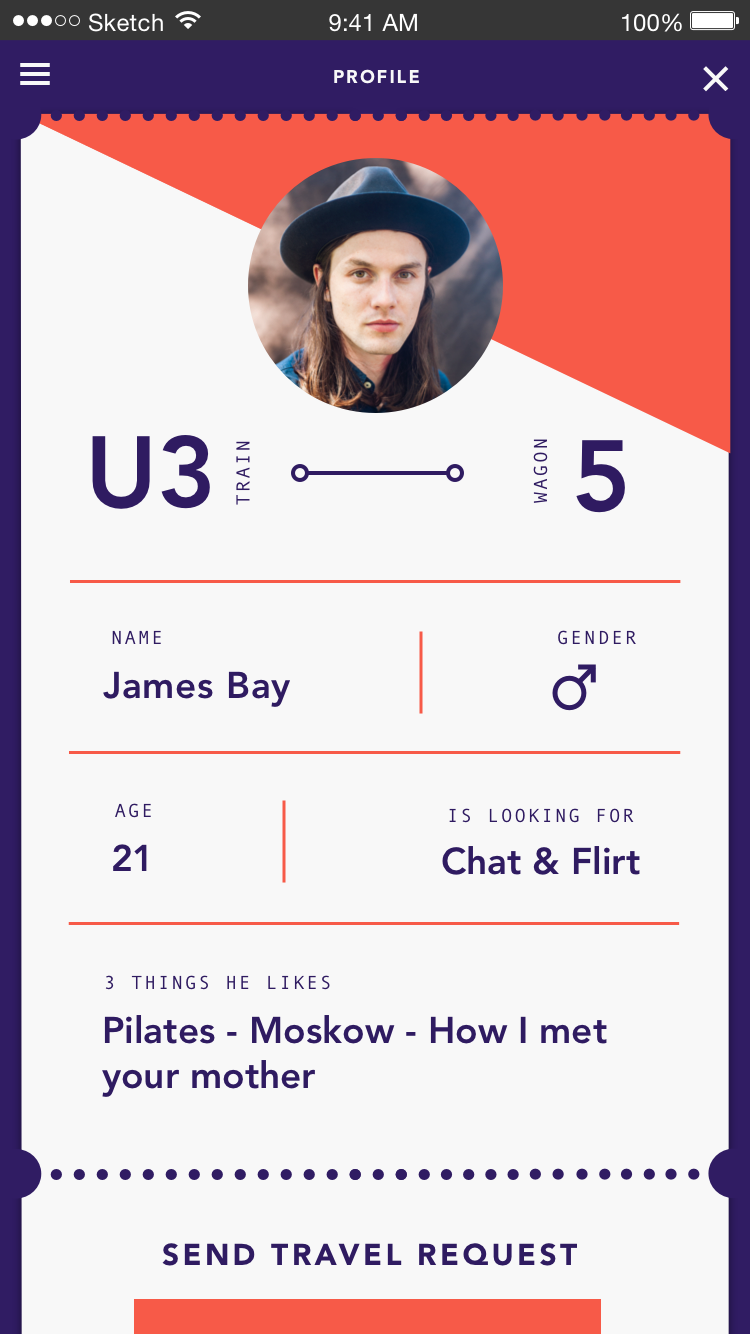 Sketch 9:41 AM 100%
PROFILE
U3 TRAIN WAGON 5
NAME GENDER
James Bay
AGE IS LOOKING FOR
21 Chat & Flirt
3 THINGS HE LIKES
Pilates - Moskow - How I met
your mother
SEND TRAVEL REQUEST